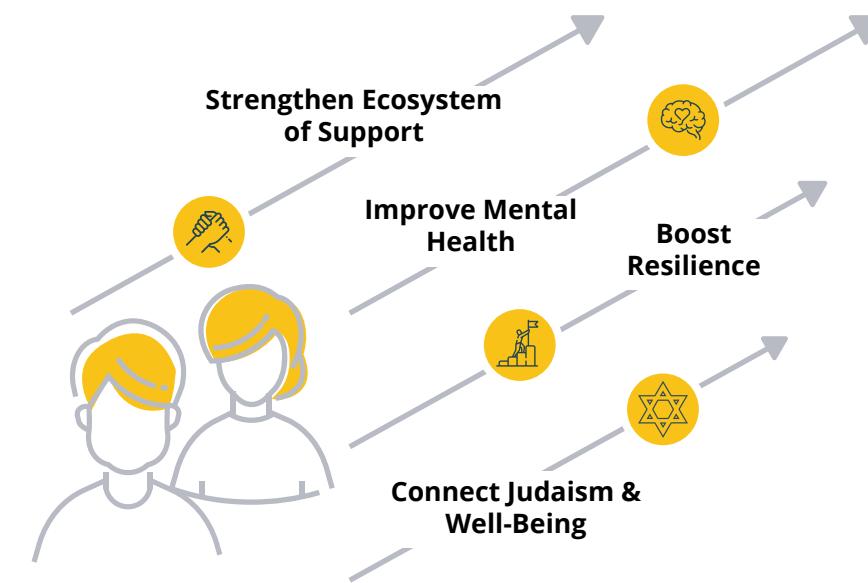 Strengthen Ecosystem
of Support
Improve Mental
Health
Boost
Resilience
Connect Judaism &
Well-Being